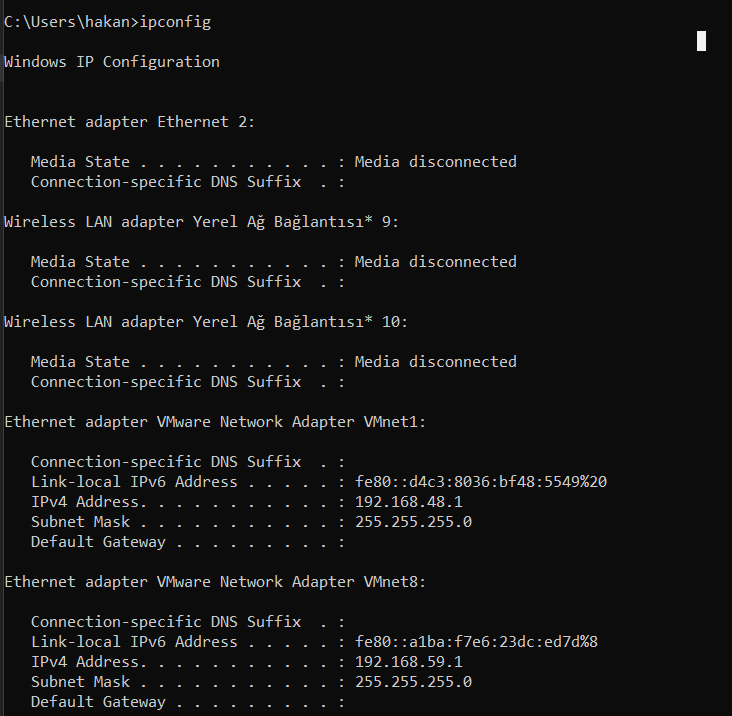 C:\Users\hakan>ipconfig
Windows IP Configuration
Ethernet adapter Ethernet 2:
Media State . . . . . . . . . . . : Media disconnected
Connection-specific DNS Suffix  . :
Wireless LAN adapter Yerel Ağ Bağlantısı* 9:
Media State . . . . . . . . . . . : Media disconnected
Connection-specific DNS Suffix  . :
Wireless LAN adapter Yerel Ağ Bağlantısı* 10:
Media State . . . . . . . . . . . : Media disconnected
Connection-specific DNS Suffix  . :
Ethernet adapter VMware Network Adapter VMnet1:
Connection-specific DNS Suffix  . :
Link-local IPv6 Address . . . . . : fe80::d4c3:8036:bf48:5549%20
IPv4 Address. . . . . . . . . . . : 192.168.48.1
Subnet Mask . . . . . . . . . . . : 255.255.255.0
Default Gateway . . . . . . . . . :
Ethernet adapter VMware Network Adapter VMnet8:
Connection-specific DNS Suffix  . :
Link-local IPv6 Address . . . . . : fe80::a1ba:f7e6:23dc:ed7d%8
IPv4 Address. . . . . . . . . . . : 192.168.59.1
Subnet Mask . . . . . . . . . . . : 255.255.255.0
Default Gateway . . . . . . . . . :